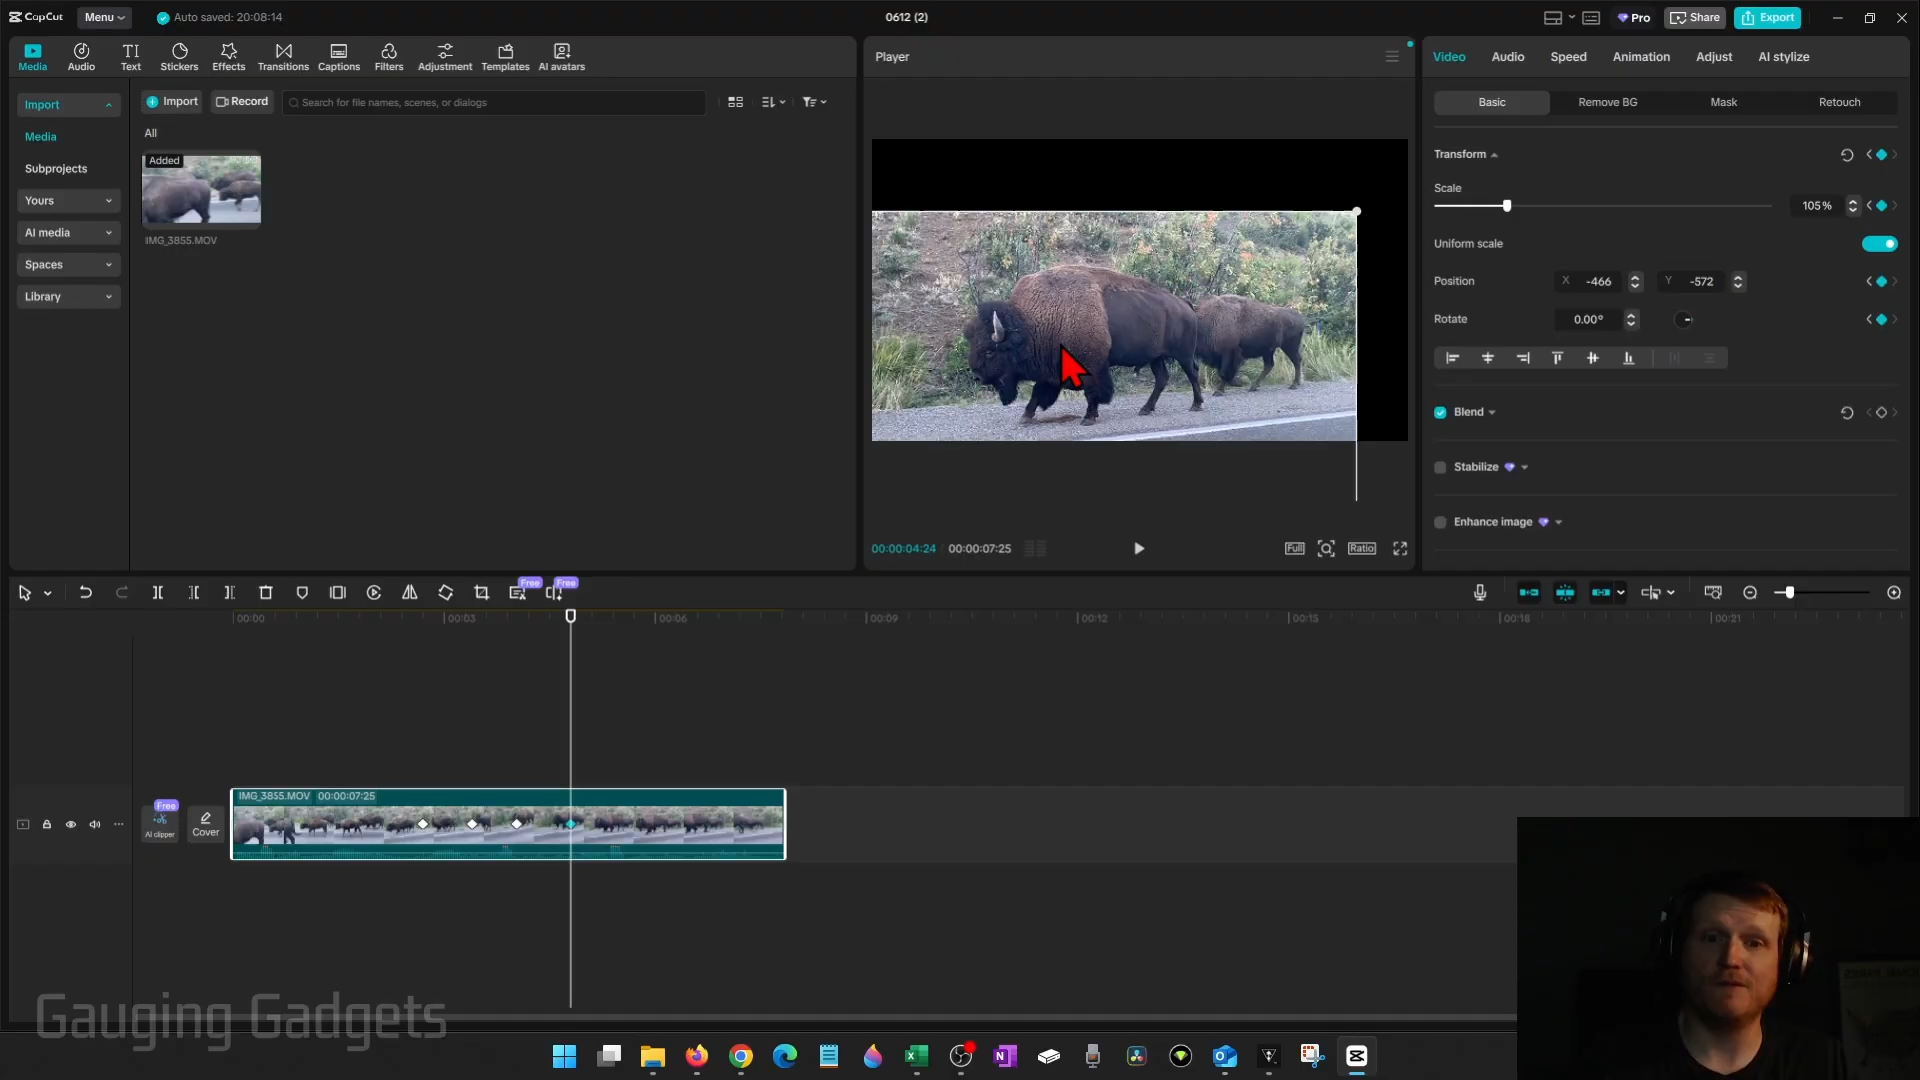 CapCut Menu Auto saved: 20:08:14 0612 (2) Pro Share Export
Media Audio Text Stickers Effects Transitions Captions Filters Adjustment Templates AI avatars
Import
Media
Subprojects
Yours
AI media
Spaces
Library
Import Record Search for file names, scenes, or dialogs
All
Added
IMG_3855.MOV
Player
00:00:04:24 00:00:07:25 Full Ratio
Video Audio Speed Animation Adjust AI stylize
Basic Remove BG Mask Retouch
Transform
Scale
105%
Uniform scale
Position X -466 Y -572
Rotate 0.00°
Blend
Stabilize
Enhance image
Free Free
00:00 00:03 00:06 00:09 00:12 00:15 00:18 00:21
Free
AI clipper
Cover
IMG_3855.MOV 00:00:07:25
Gauging Gadgets